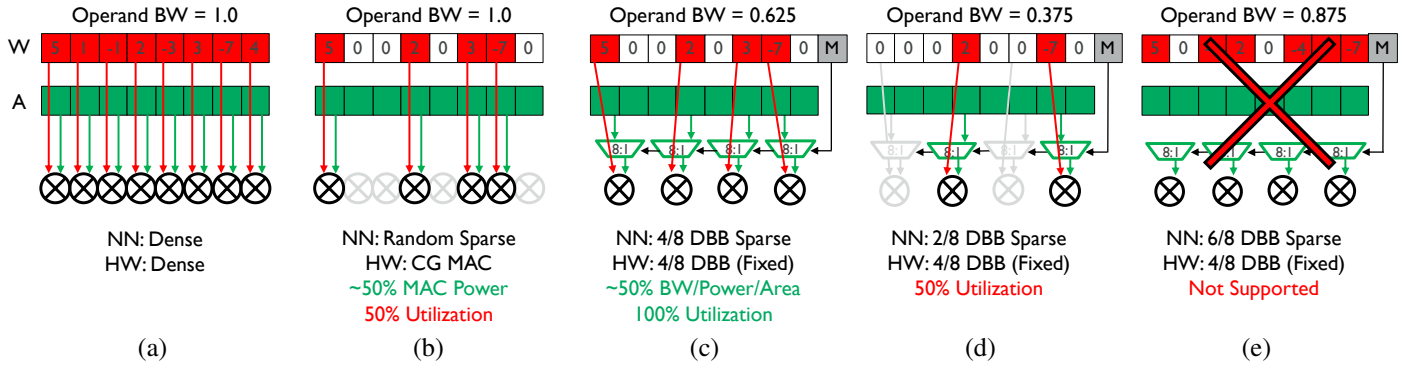 Operand BW = 1.0
W
5 1 -1 2 -3 3 -7 4
A
NN: Dense
HW: Dense
(a)
Operand BW = 1.0
5 0 0 2 0 3 -7 0
NN: Random Sparse
HW: CG MAC
~50% MAC Power
50% Utilization
(b)
Operand BW = 0.625
5 0 0 2 0 3 -7 0 M
8:1 8:1 8:1 8:1
NN: 4/8 DBB Sparse
HW: 4/8 DBB (Fixed)
~50% BW/Power/Area
100% Utilization
(c)
Operand BW = 0.375
0 0 0 2 0 0 -7 0 M
8:1 8:1 8:1 8:1
NN: 2/8 DBB Sparse
HW: 4/8 DBB (Fixed)
50% Utilization
(d)
Operand BW = 0.875
5 0 2 0 -4 -7 M
8:1 8:1 8:1 8:1
NN: 6/8 DBB Sparse
HW: 4/8 DBB (Fixed)
Not Supported
(e)